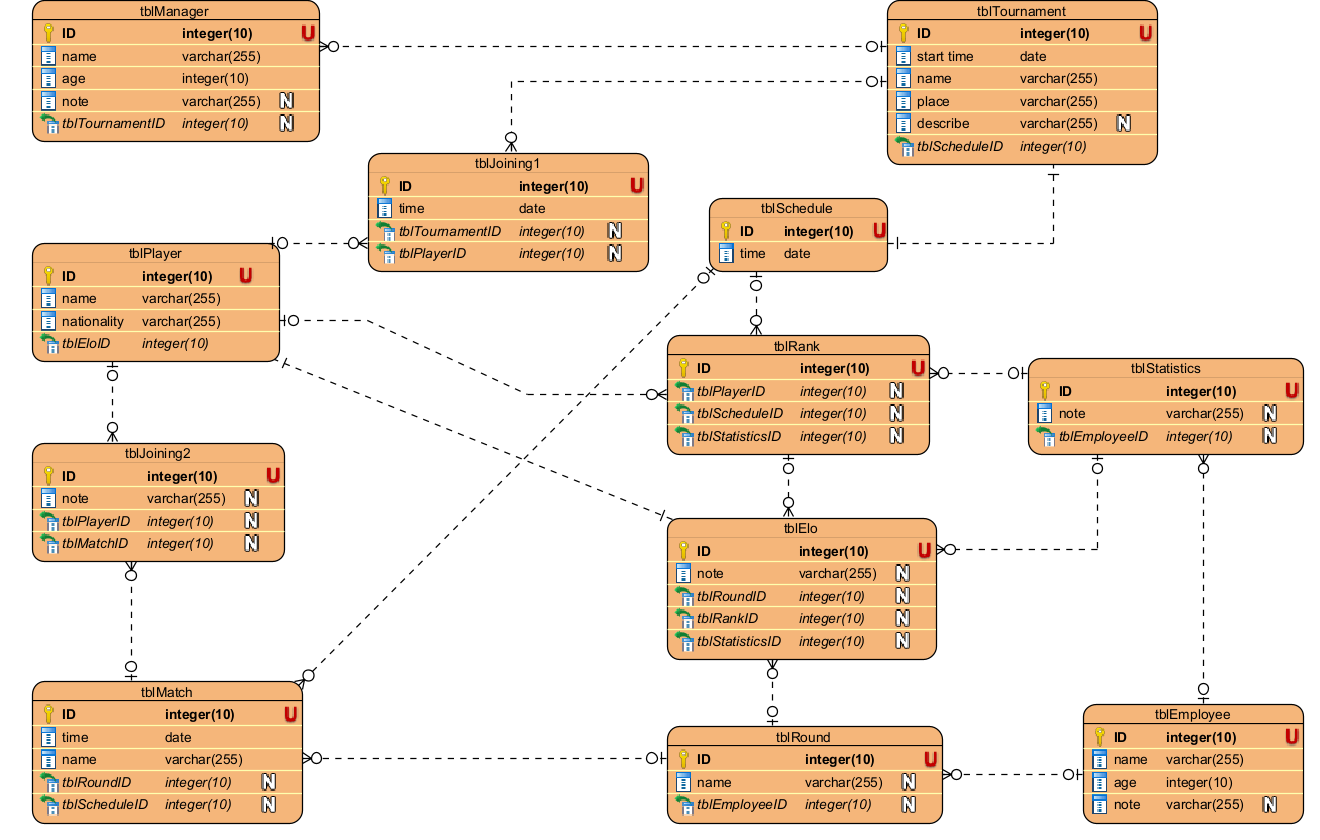 tblManager
ID integer(10) U
name varchar(255)
age integer(10)
note varchar(255) N
tblTournamentID integer(10) N
tblTournament
ID integer(10) U
start time date
name varchar(255)
place varchar(255)
describe varchar(255) N
tblScheduleID integer(10)
tblJoining1
ID integer(10) U
time date
tblTournamentID integer(10) N
tblPlayerID integer(10) N
tblSchedule
ID integer(10) U
time date
tblPlayer
ID integer(10) U
name varchar(255)
nationality varchar(255)
tblEloID integer(10)
tblRank
ID integer(10) U
tblPlayerID integer(10) N
tblScheduleID integer(10) N
tblStatisticsID integer(10) N
tblStatistics
ID integer(10) U
note varchar(255) N
tblEmployeeID integer(10) N
tblJoining2
ID integer(10) U
note varchar(255) N
tblPlayerID integer(10) N
tblMatchID integer(10) N
tblElo
ID integer(10) U
note varchar(255) N
tblRoundID integer(10) N
tblRankID integer(10) N
tblStatisticsID integer(10) N
tblMatch
ID integer(10) U
time date
name varchar(255)
tblRoundID integer(10) N
tblScheduleID integer(10) N
tblRound
ID integer(10) U
name varchar(255) N
tblEmployeeID integer(10) N
tblEmployee
ID integer(10) U
name varchar(255)
age integer(10)
note varchar(255) N